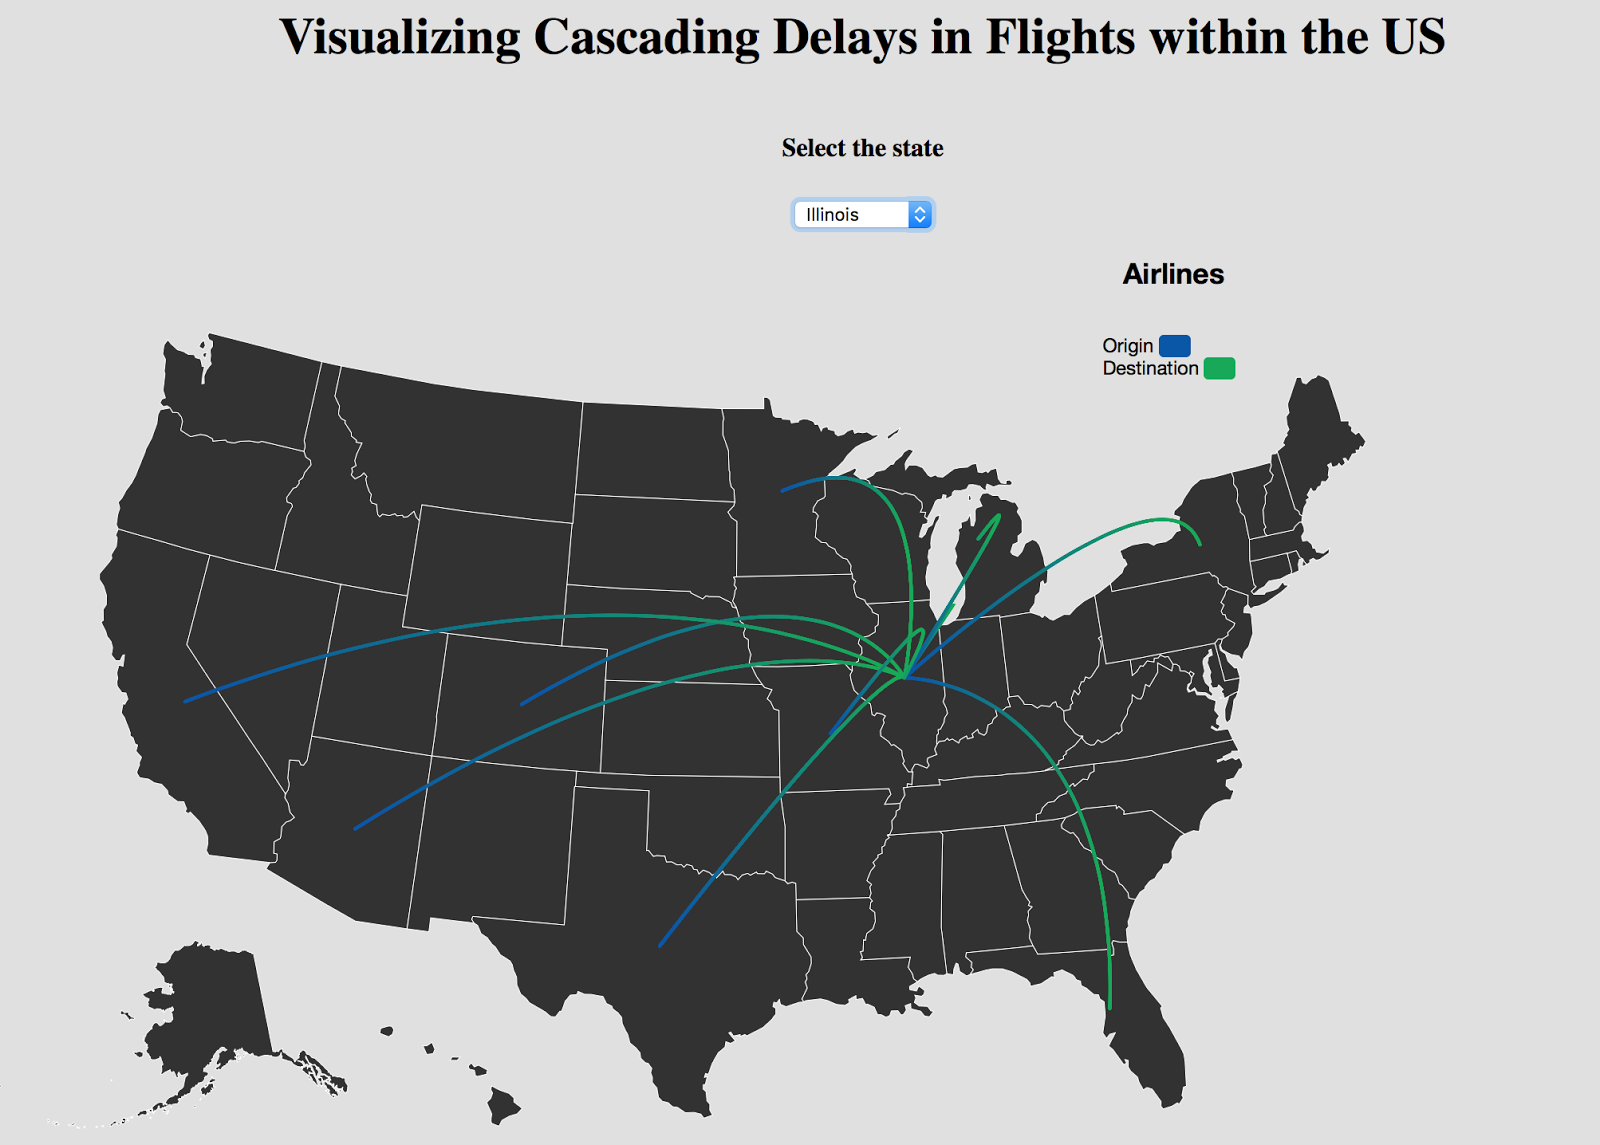 Visualizing Cascading Delays in Flights within the US
Select the state
Illinois
Airlines
Origin
Destination